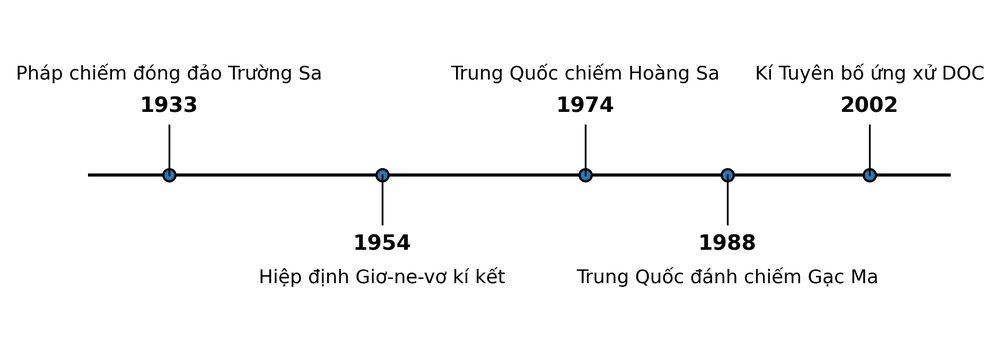 Pháp chiếm đóng đảo Trường Sa
1933
Trung Quốc chiếm Hoàng Sa
1974
Kí Tuyên bố ứng xử DOC
2002
1954
Hiệp định Giơ-ne-vơ kí kết
1988
Trung Quốc đánh chiếm Gạc Ma